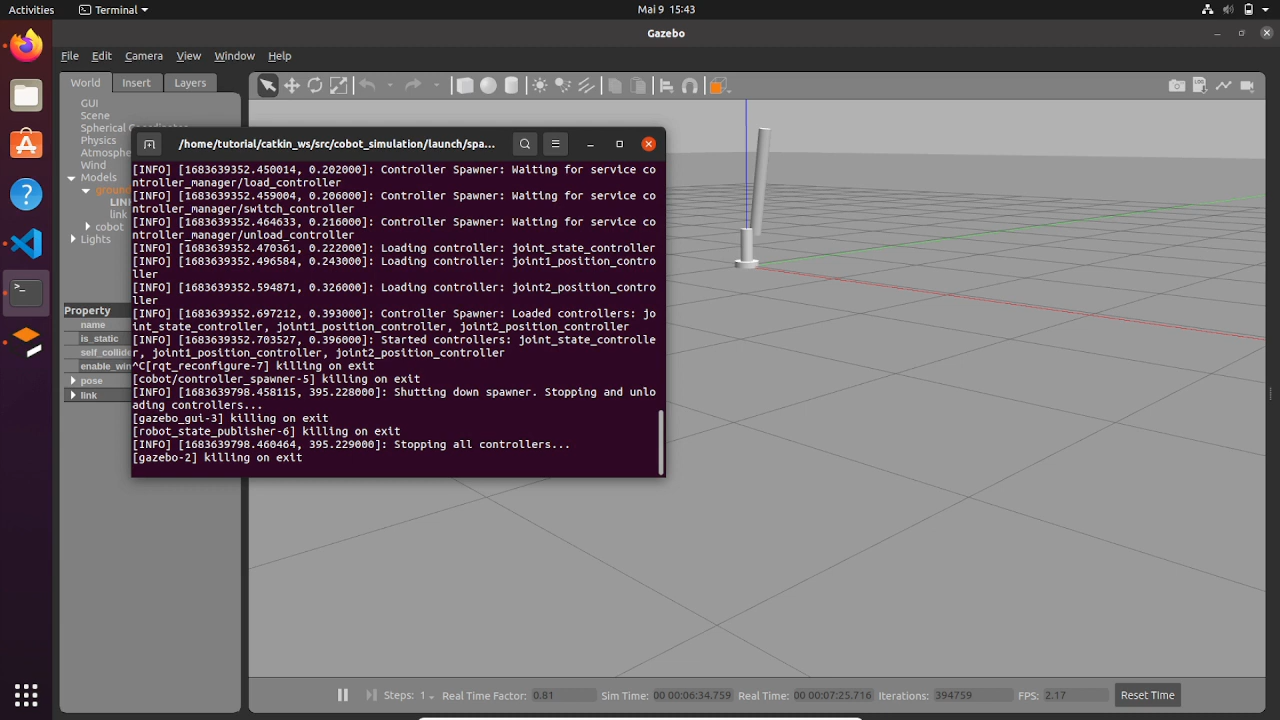 Activities
Terminal
Mai 9 15:43
Gazebo
File Edit Camera View Window Help
World Insert Layers
GUI
Scene
Spherical Coordinates
Physics
Atmosphe
Wind
Models
ground
LINK
link
cobot
Lights
Property
name
is_static
self_collide
enable_win
pose
link
/home/tutorial/catkin_ws/src/cobot_simulation/launch/spa...
[INFO] [1683639352.450014, 0.202000]: Controller Spawner: Waiting for service co
ntroller_manager/load_controller
[INFO] [1683639352.459004, 0.206000]: Controller Spawner: Waiting for service co
ntroller_manager/switch_controller
[INFO] [1683639352.464633, 0.216000]: Controller Spawner: Waiting for service co
ntroller_manager/unload_controller
[INFO] [1683639352.470361, 0.222000]: Loading controller: joint_state_controller
[INFO] [1683639352.496584, 0.243000]: Loading controller: joint1_position_contro
ller
[INFO] [1683639352.594871, 0.326000]: Loading controller: joint2_position_contro
ller
[INFO] [1683639352.697212, 0.393000]: Controller Spawner: Loaded controllers: jo
int_state_controller, joint1_position_controller, joint2_position_controller
[INFO] [1683639352.703527, 0.396000]: Started controllers: joint_state_controlle
r, joint1_position_controller, joint2_position_controller
^C[rqt_reconfigure-7] killing on exit
[cobot/controller_spawner-5] killing on exit
[INFO] [1683639798.458115, 395.228000]: Shutting down spawner. Stopping and unlo
ading controllers...
[gazebo_gui-3] killing on exit
[robot_state_publisher-6] killing on exit
[INFO] [1683639798.460464, 395.229000]: Stopping all controllers...
[gazebo-2] killing on exit
Steps: 1 Real Time Factor: 0.81 Sim Time: 00 00:06:34.759 Real Time: 00 00:07:25.716 Iterations: 394759 FPS: 2.17 Reset Time